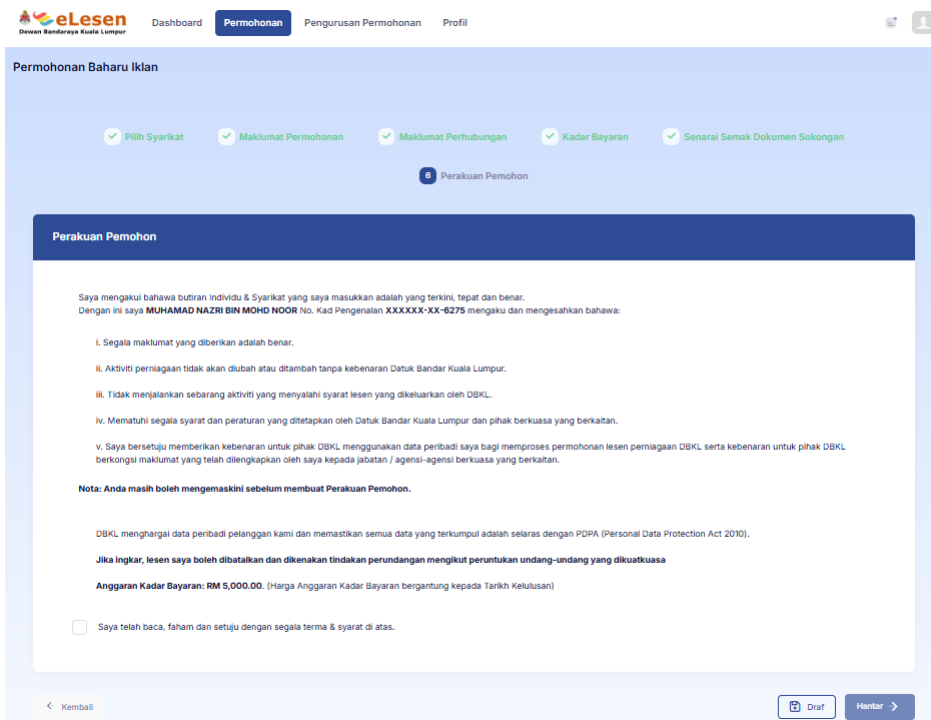 eLesen
Dewan Bandaraya Kuala Lumpur
Dashboard
Permohonan
Pengurusan Permohonan
Profil
Permohonan Baharu Iklan
Pilih Syarikat
Maklumat Permohonan
Maklumat Perhubungan
Kadar Bayaran
Senarai Semak Dokumen Sokongan
6 Perakuan Pemohon
Perakuan Pemohon
Saya mengakui bahawa butiran Individu & Syarikat yang saya masukkan adalah yang terkini, tepat dan benar.
Dengan ini saya MUHAMAD NAZRI BIN MOHD NOOR No. Kad Pengenalan XXXXXX-XX-6275 mengaku dan mengesahkan bahawa:
i. Segala maklumat yang diberikan adalah benar.
ii. Aktiviti perniagaan tidak akan diubah atau ditambah tanpa kebenaran Datuk Bandar Kuala Lumpur.
iii. Tidak menjalankan sebarang aktiviti yang menyalahi syarat lesen yang dikeluarkan oleh DBKL.
iv. Mematuhi segala syarat dan peraturan yang ditetapkan oleh Datuk Bandar Kuala Lumpur dan pihak berkuasa yang berkaitan.
v. Saya bersetuju memberikan kebenaran untuk pihak DBKL menggunakan data peribadi saya bagi memproses permohonan lesen perniagaan DBKL serta kebenaran untuk pihak DBKL
berkongsi maklumat yang telah dilengkapkan oleh saya kepada jabatan / agensi-agensi berkuasa yang berkaitan.
Nota: Anda masih boleh mengemaskini sebelum membuat Perakuan Pemohon.
DBKL menghargai data peribadi pelanggan kami dan memastikan semua data yang terkumpul adalah selaras dengan PDPA (Personal Data Protection Act 2010).
Jika ingkar, lesen saya boleh dibatalkan dan dikenakan tindakan perundangan mengikut peruntukan undang-undang yang dikuatkuasa
Anggaran Kadar Bayaran: RM 5,000.00. (Harga Anggaran Kadar Bayaran bergantung kepada Tarikh Kelulusan)
Saya telah baca, faham dan setuju dengan segala terma & syarat di atas.
Kembali
Draf
Hantar